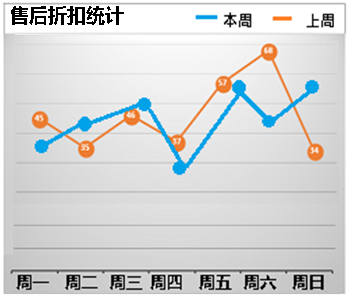 售后折扣统计
本周 上周
45 35 46 37 57 68 34
周一 周二 周三 周四 周五 周六 周日